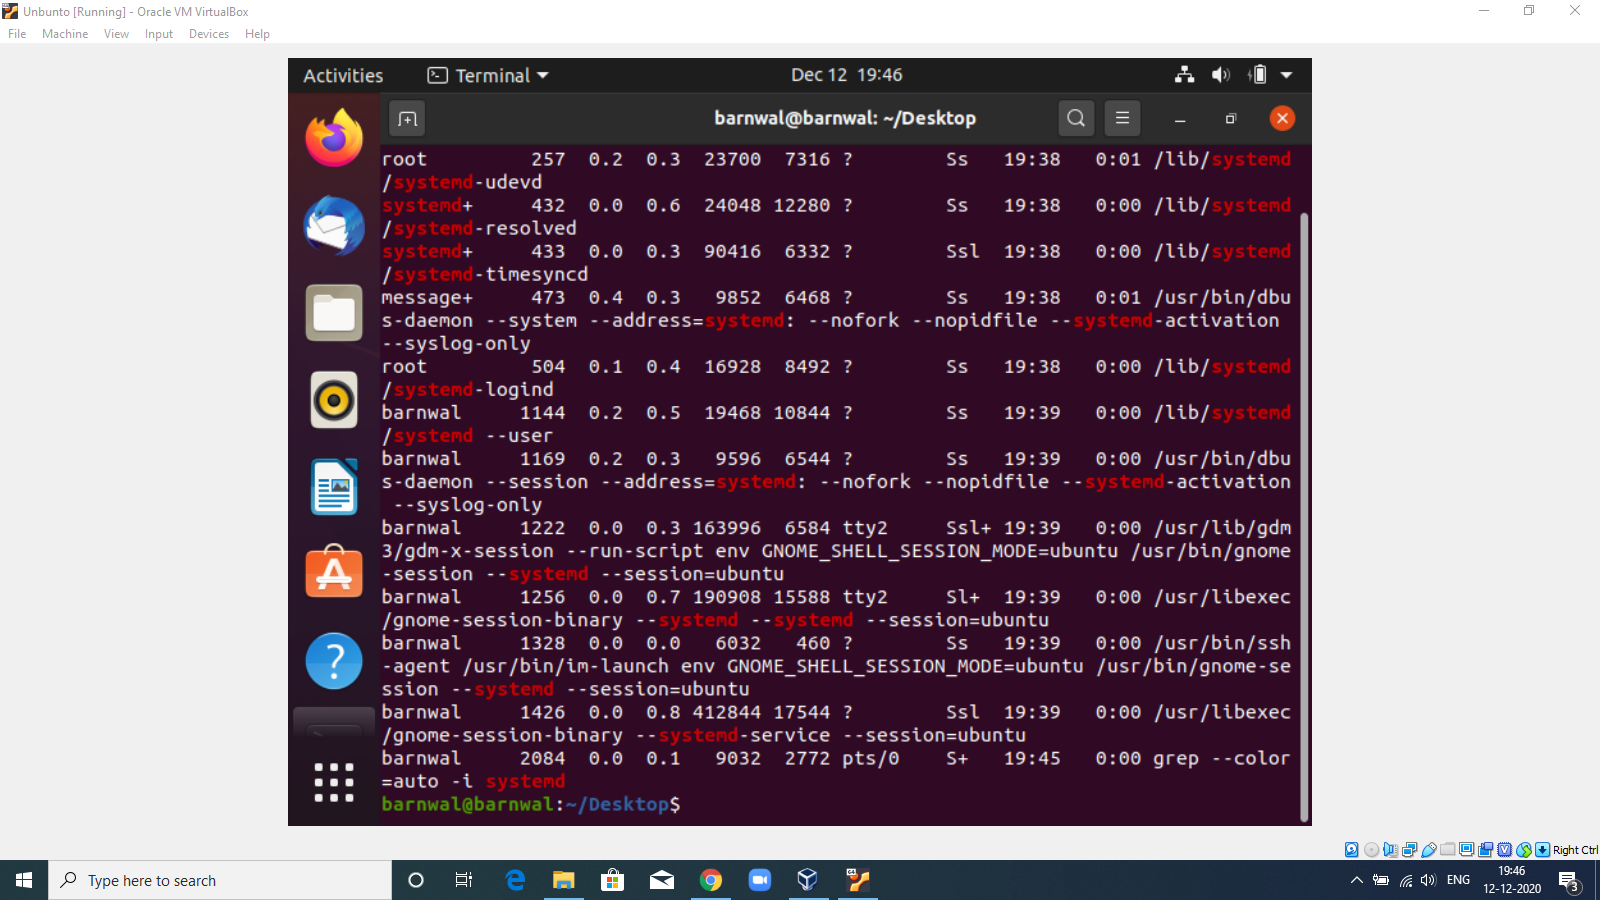 Unbunto [Running] - Oracle VM VirtualBox
File Machine View Input Devices Help
Activities Terminal Dec 12 19:46
barnwal@barnwal: ~/Desktop
root 257 0.2 0.3 23700 7316 ? Ss 19:38 0:01 /lib/systemd
/systemd-udevd
systemd+ 432 0.0 0.6 24048 12280 ? Ss 19:38 0:00 /lib/systemd
/systemd-resolved
systemd+ 433 0.0 0.3 90416 6332 ? Ssl 19:38 0:00 /lib/systemd
/systemd-timesyncd
message+ 473 0.4 0.3 9852 6468 ? Ss 19:38 0:01 /usr/bin/dbu
s-daemon --system --address=systemd: --nofork --nopidfile --systemd-activation
--syslog-only
root 504 0.1 0.4 16928 8492 ? Ss 19:38 0:00 /lib/systemd
/systemd-logind
barnwal 1144 0.2 0.5 19468 10844 ? Ss 19:39 0:00 /lib/systemd
/systemd --user
barnwal 1169 0.2 0.3 9596 6544 ? Ss 19:39 0:00 /usr/bin/dbu
s-daemon --session --address=systemd: --nofork --nopidfile --systemd-activation
--syslog-only
barnwal 1222 0.0 0.3 163996 6584 tty2 Ssl+ 19:39 0:00 /usr/lib/gdm
3/gdm-x-session --run-script env GNOME_SHELL_SESSION_MODE=ubuntu /usr/bin/gnome
-session --systemd --session=ubuntu
barnwal 1256 0.0 0.7 190908 15588 tty2 Sl+ 19:39 0:00 /usr/libexec
/gnome-session-binary --systemd --systemd --session=ubuntu
barnwal 1328 0.0 0.0 6032 460 ? Ss 19:39 0:00 /usr/bin/ssh
-agent /usr/bin/im-launch env GNOME_SHELL_SESSION_MODE=ubuntu /usr/bin/gnome-se
ssion --systemd --session=ubuntu
barnwal 1426 0.0 0.8 412844 17544 ? Ssl 19:39 0:00 /usr/libexec
/gnome-session-binary --systemd-service --session=ubuntu
barnwal 2084 0.0 0.1 9032 2772 pts/0 S+ 19:45 0:00 grep --color
=auto -i systemd
barnwal@barnwal:~/Desktop$
Right Ctrl
Type here to search
ENG
19:46
12-12-2020
3